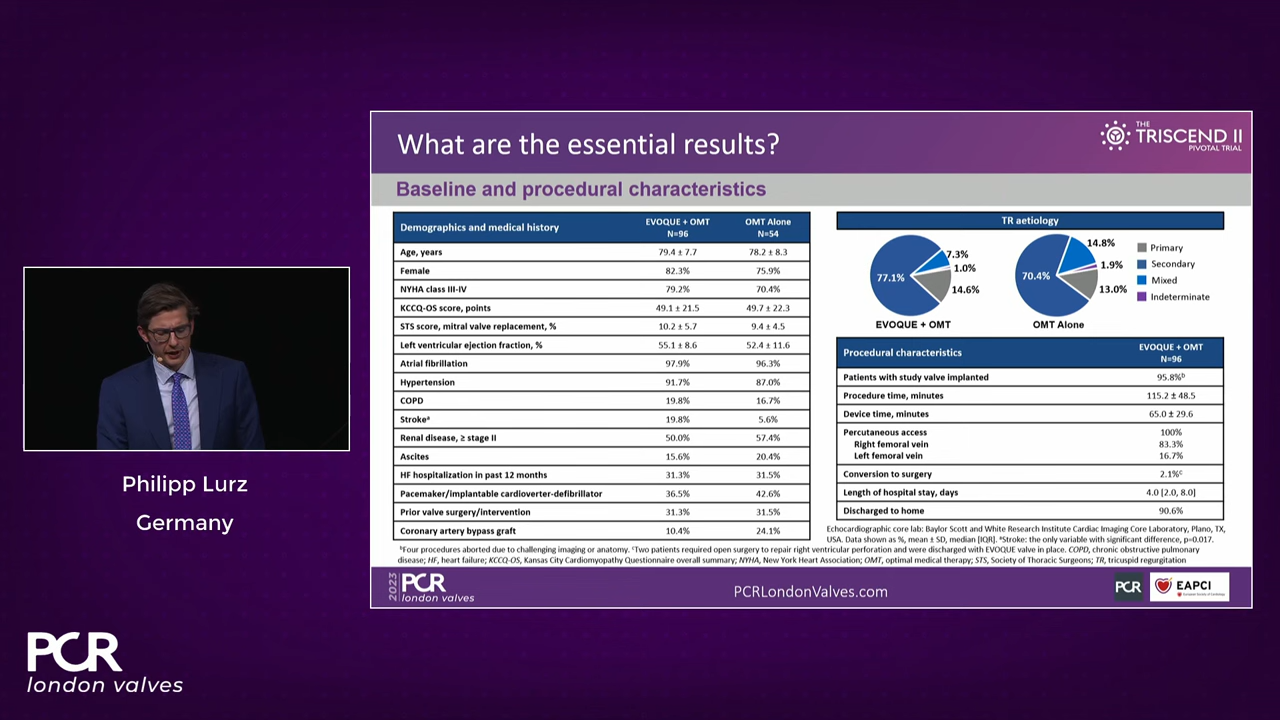 What are the essential results?
THE
TRISCEND II
PIVOTAL TRIAL
Baseline and procedural characteristics
Demographics and medical history EVOQUE + OMT N=96 OMT Alone N=54
Age, years 79.4 ± 7.7 78.2 ± 8.3
Female 82.3% 75.9%
NYHA class III-IV 79.2% 70.4%
KCCQ-OS score, points 49.1 ± 21.5 49.7 ± 22.3
STS score, mitral valve replacement, % 10.2 ± 5.7 9.4 ± 4.5
Left ventricular ejection fraction, % 55.1 ± 8.6 52.4 ± 11.6
Atrial fibrillation 97.9% 96.3%
Hypertension 91.7% 87.0%
COPD 19.8% 16.7%
Strokeᵃ 19.8% 5.6%
Renal disease, ≥ stage II 50.0% 57.4%
Ascites 15.6% 20.4%
HF hospitalization in past 12 months 31.3% 31.5%
Pacemaker/implantable cardioverter-defibrillator 36.5% 42.6%
Prior valve surgery/intervention 31.3% 31.5%
Coronary artery bypass graft 10.4% 24.1%
TR aetiology
77.1%
7.3%
1.0%
14.6%
EVOQUE + OMT
70.4%
14.8%
1.9%
13.0%
OMT Alone
Primary
Secondary
Mixed
Indeterminate
Procedural characteristics EVOQUE + OMT N=96
Patients with study valve implanted 95.8%ᵇ
Procedure time, minutes 115.2 ± 48.5
Device time, minutes 65.0 ± 29.6
Percutaneous access 100%
Right femoral vein 83.3%
Left femoral vein 16.7%
Conversion to surgery 2.1%ᶜ
Length of hospital stay, days 4.0 [2.0, 8.0]
Discharged to home 90.6%
Echocardiographic core lab: Baylor Scott and White Research Institute Cardiac Imaging Core Laboratory, Plano, TX,
USA. Data shown as %, mean ± SD, median [IQR]. ᵃStroke: the only variable with significant difference, p=0.017.
ᵇFour procedures aborted due to challenging imaging or anatomy. ᶜTwo patients required open surgery to repair right ventricular perforation and were discharged with EVOQUE valve in place. COPD, chronic obstructive pulmonary
disease; HF, heart failure; KCCQ-OS, Kansas City Cardiomyopathy Questionnaire overall summary; NYHA, New York Heart Association; OMT, optimal medical therapy; STS, Society of Thoracic Surgeons; TR, tricuspid regurgitation
2023
PCR
london valves
PCRLondonValves.com
PCR
EAPCI
Philipp Lurz
Germany
PCR
london valves